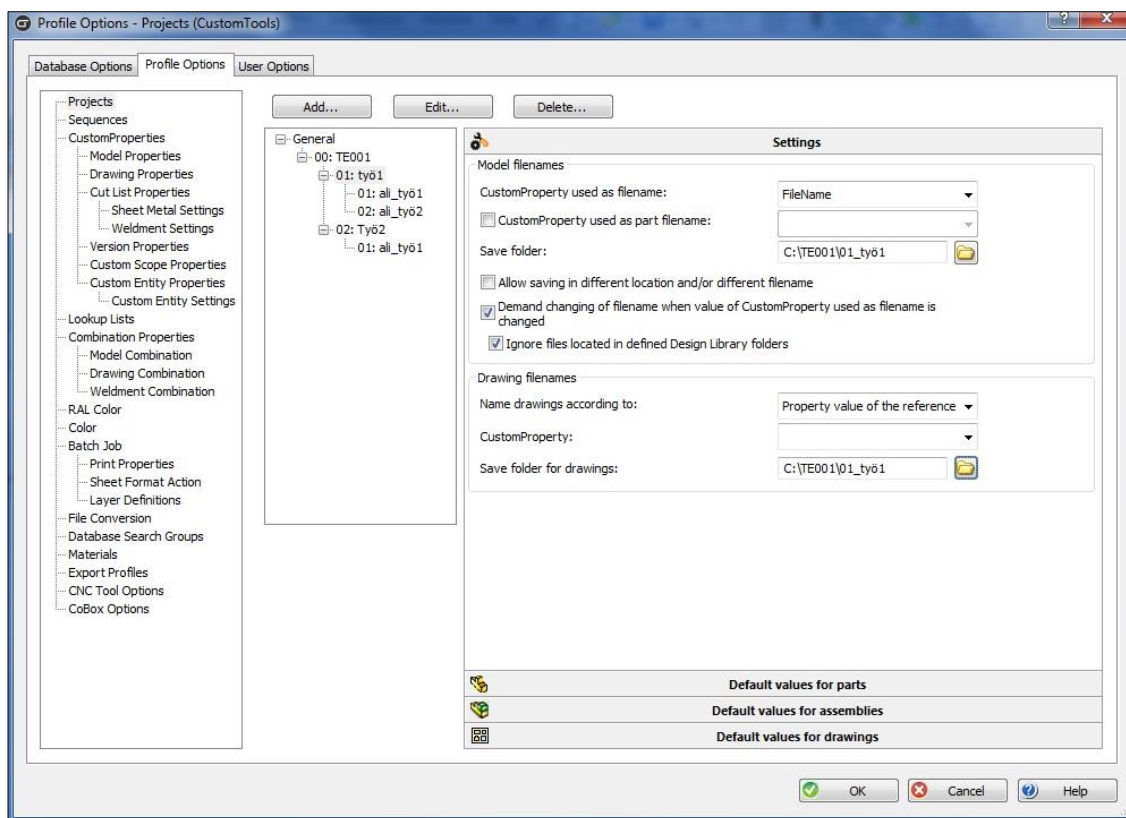 Profile Options - Projects (CustomTools)
Database Options Profile Options User Options
Projects
Sequences
CustomProperties
Model Properties
Drawing Properties
Cut List Properties
Sheet Metal Settings
Weldment Settings
Version Properties
Custom Scope Properties
Custom Entity Properties
Custom Entity Settings
Lookup Lists
Combination Properties
Model Combination
Drawing Combination
Weldment Combination
RAL Color
Color
Batch Job
Print Properties
Sheet Format Action
Layer Definitions
File Conversion
Database Search Groups
Materials
Export Profiles
CNC Tool Options
CoBox Options
Add... Edit... Delete...
General
00: TE001
01: työ1
01: ali_työ1
02: ali_työ2
02: Työ2
01: ali_työ1
Settings
Model filenames
CustomProperty used as filename: FileName
CustomProperty used as part filename:
Save folder: C:\TE001\01_työ1
Allow saving in different location and/or different filename
Demand changing of filename when value of CustomProperty used as filename is
changed
Ignore files located in defined Design Library folders
Drawing filenames
Name drawings according to: Property value of the reference
CustomProperty:
Save folder for drawings: C:\TE001\01_työ1
Default values for parts
Default values for assemblies
Default values for drawings
OK Cancel Help